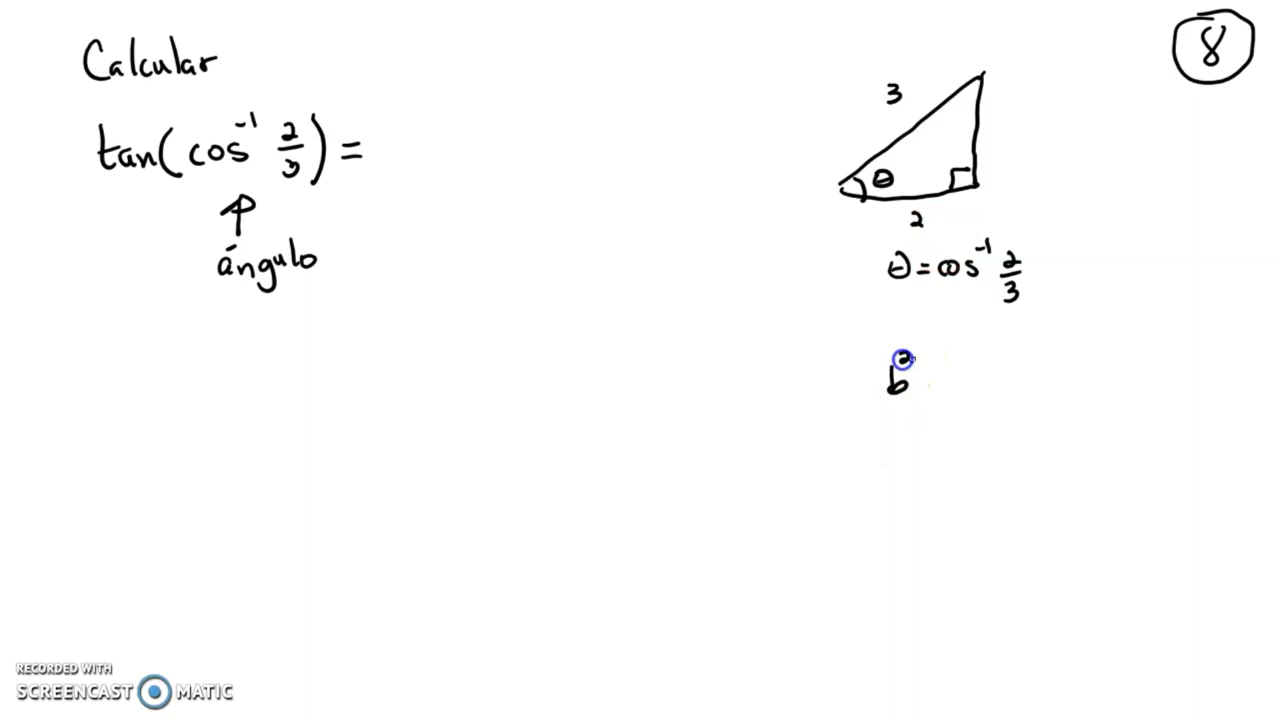 Calcular
8
tan(cos⁻¹ 2/3) =
ángulo
3
θ
2
θ = cos⁻¹ 2/3
b²
RECORDED WITH
SCREENCAST MATIC